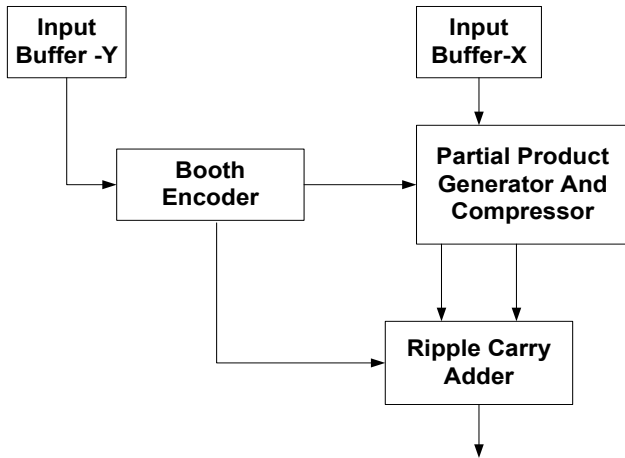 Input
Buffer -Y
Input
Buffer-X
Booth
Encoder
Partial Product
Generator And
Compressor
Ripple Carry
Adder